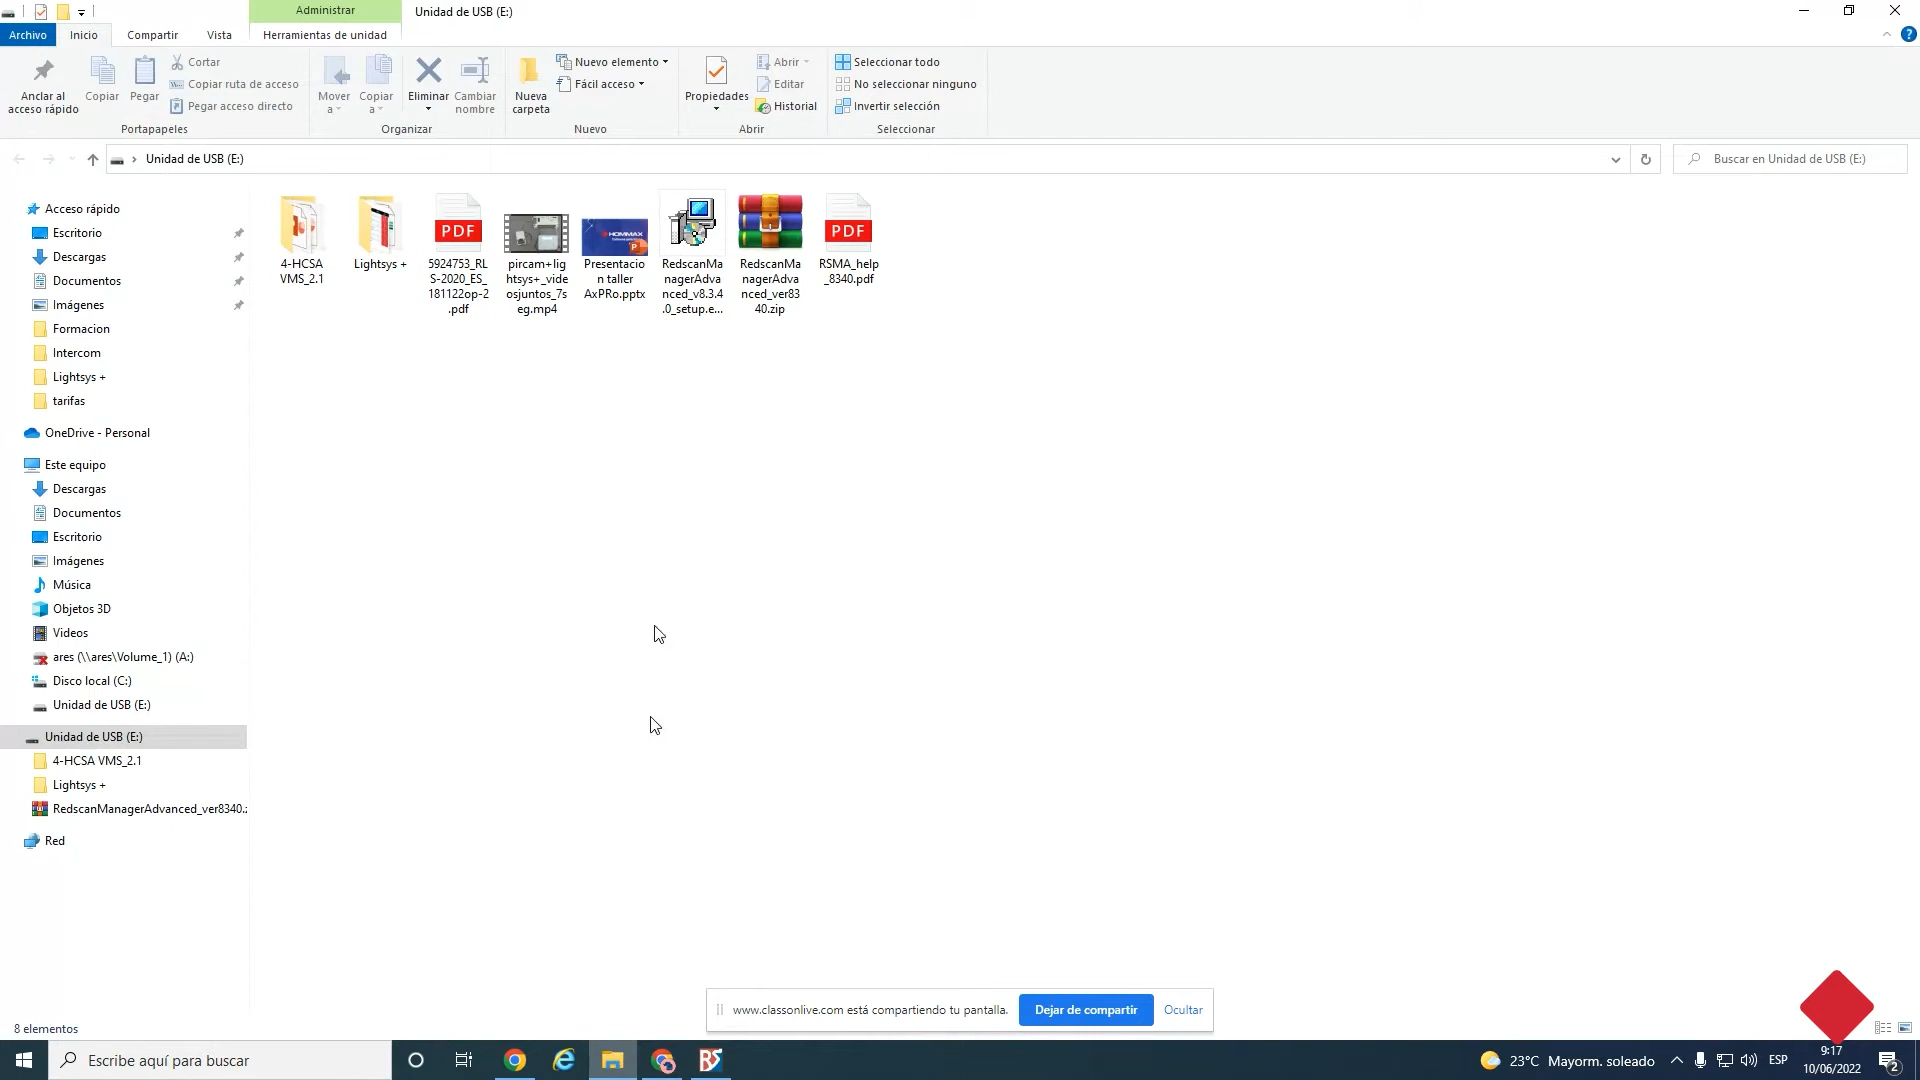 Administrar
Unidad de USB (E:)
Archivo
Inicio
Compartir
Vista
Herramientas de unidad
Anclar al
acceso rápido
Copiar
Pegar
Cortar
Copiar ruta de acceso
Pegar acceso directo
Portapapeles
Mover
a
Copiar
a
Eliminar
Cambiar
nombre
Organizar
Nueva
carpeta
Nuevo elemento
Fácil acceso
Nuevo
Propiedades
Abrir
Editar
Historial
Abrir
Seleccionar todo
No seleccionar ninguno
Invertir selección
Seleccionar
Unidad de USB (E:)
Buscar en Unidad de USB (E:)
Acceso rápido
Escritorio
Descargas
Documentos
Imágenes
Formacion
Intercom
Lightsys +
tarifas
OneDrive - Personal
Este equipo
Descargas
Documentos
Escritorio
Imágenes
Música
Objetos 3D
Videos
ares (\\ares\Volume_1) (A:)
Disco local (C:)
Unidad de USB (E:)
Unidad de USB (E:)
4-HCSA VMS_2.1
Lightsys +
RedscanManagerAdvanced_ver8340.z
Red
4-HCSA
VMS_2.1
Lightsys +
PDF
5924753_RL
S-2020_ES_
181122op-2
.pdf
pircam+lig
htsys+_vide
osjuntos_7s
eg.mp4
HOMMAX
Presentacio
n taller
AxPRo.pptx
RedscanMa
nagerAdva
nced_v8.3.4
.0_setup.e...
RedscanMa
nagerAdva
nced_ver83
40.zip
PDF
RSMA_help
_8340.pdf
www.classonlive.com está compartiendo tu pantalla.
Dejar de compartir
Ocultar
8 elementos
Escribe aquí para buscar
23°C Mayorm. soleado
ESP
9:17
10/06/2022
2